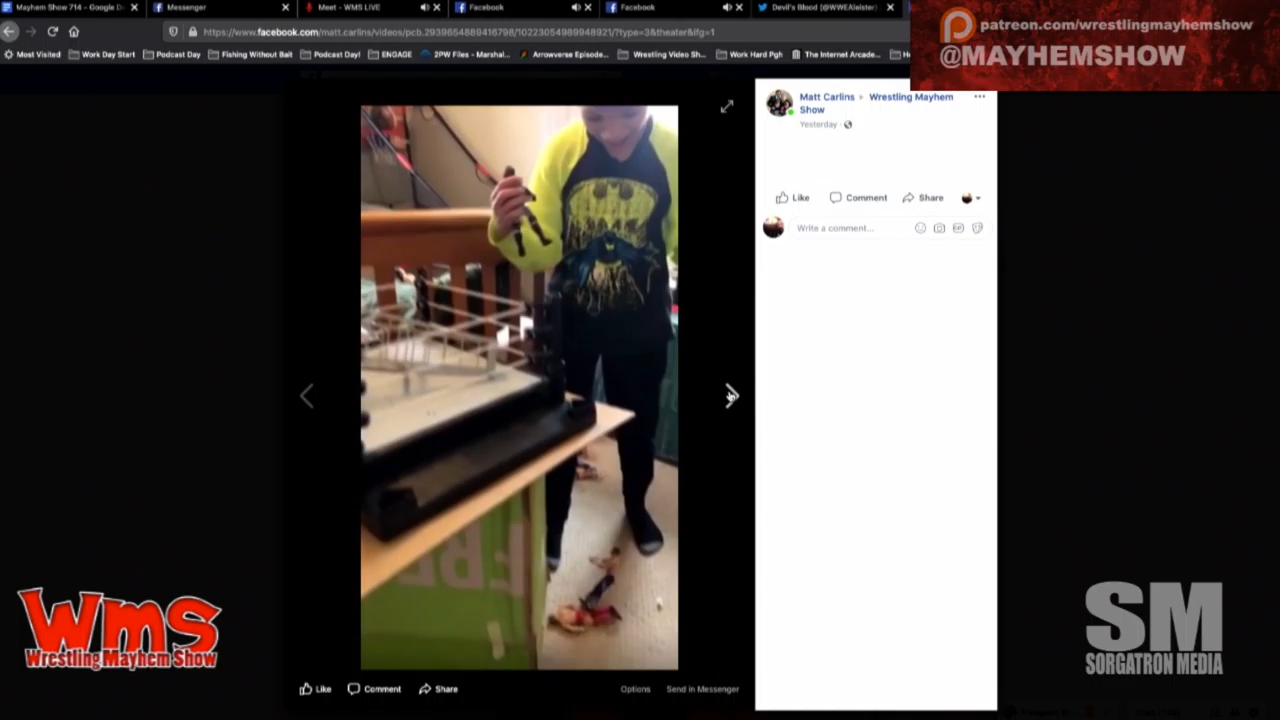 Mayhem Show 714 - Google D
Messenger
Meet - WMS LIVE
Facebook
Facebook
Devil's Blood (@WWEAleister)
https://www.facebook.com/matt.carlins/videos/pcb.2939654889416798/10223054989948921/?type=3&theater&ifg=1
Most Visited
Work Day Start
Podcast Day
Fishing Without Bait
Podcast Day!
ENGAGE
2PW Files - Marshal...
Arrowverse Episode...
Wrestling Video Sh...
Work Hard Pgh
The Internet Arcade...
patreon.com/wrestlingmayhemshow
@MAYHEMSHOW
Matt Carlins ▸ Wrestling Mayhem
Show
Yesterday ·
Like Comment Share
Write a comment...
WMS
Wrestling Mayhem Show
SM
SORGATRON MEDIA
Like Comment Share
Options Send in Messenger